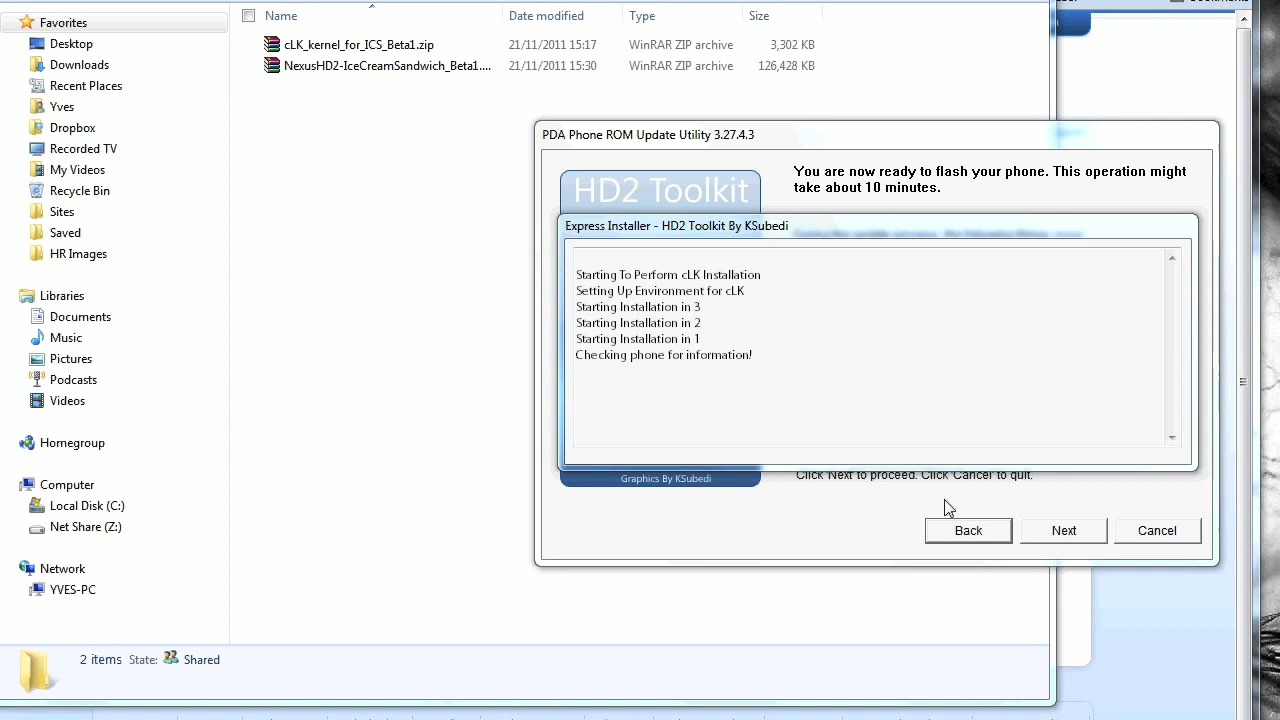 Favorites
Desktop
Downloads
Recent Places
Yves
Dropbox
Recorded TV
My Videos
Recycle Bin
Sites
Saved
HR Images
Libraries
Documents
Music
Pictures
Podcasts
Videos
Homegroup
Computer
Local Disk (C:)
Net Share (Z:)
Network
YVES-PC
Name Date modified Type Size
cLK_kernel_for_ICS_Beta1.zip 21/11/2011 15:17 WinRAR ZIP archive 3,302 KB
NexusHD2-IceCreamSandwich_Beta1.... 21/11/2011 15:30 WinRAR ZIP archive 126,428 KB
PDA Phone ROM Update Utility 3.27.4.3
HD2 Toolkit
You are now ready to flash your phone. This operation might
take about 10 minutes.
Express Installer - HD2 Toolkit By KSubedi
Starting To Perform cLK Installation
Setting Up Environment for cLK
Starting Installation in 3
Starting Installation in 2
Starting Installation in 1
Checking phone for information!
Graphics By KSubedi
Click Next to proceed. Click Cancel to quit.
Back Next Cancel
2 items State: Shared